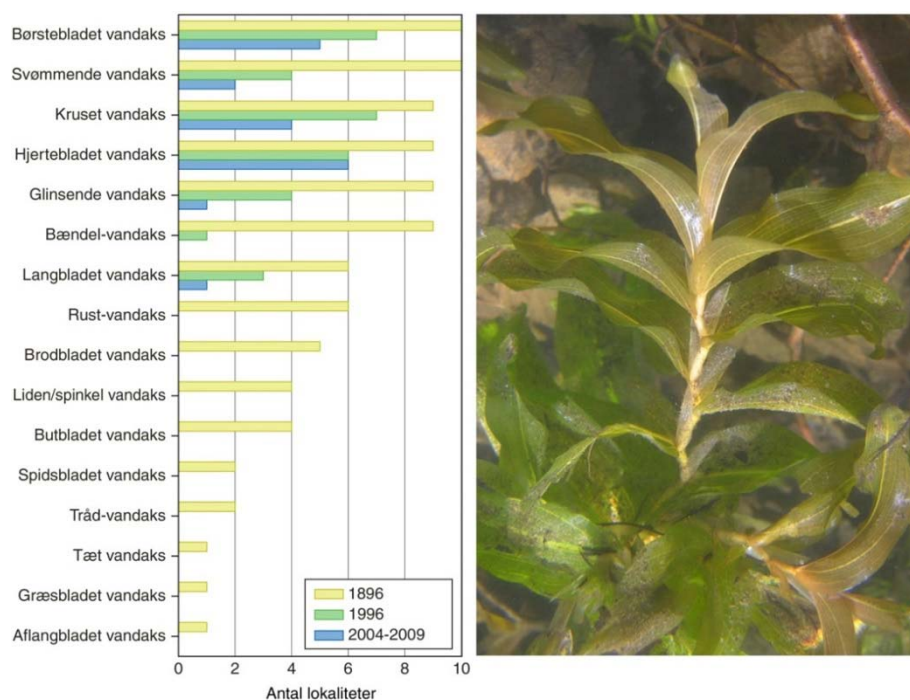 Børstebladet vandaks
Svømmende vandaks
Kruset vandaks
Hjertebladet vandaks
Glinsende vandaks
Bændel-vandaks
Langbladet vandaks
Rust-vandaks
Brodbladet vandaks
Liden/spinkel vandaks
Butbladet vandaks
Spidsbladet vandaks
Tråd-vandaks
Tæt vandaks
Græsbladet vandaks
Aflangbladet vandaks
1896
1996
2004-2009
0 2 4 6 8 10
Antal lokaliteter